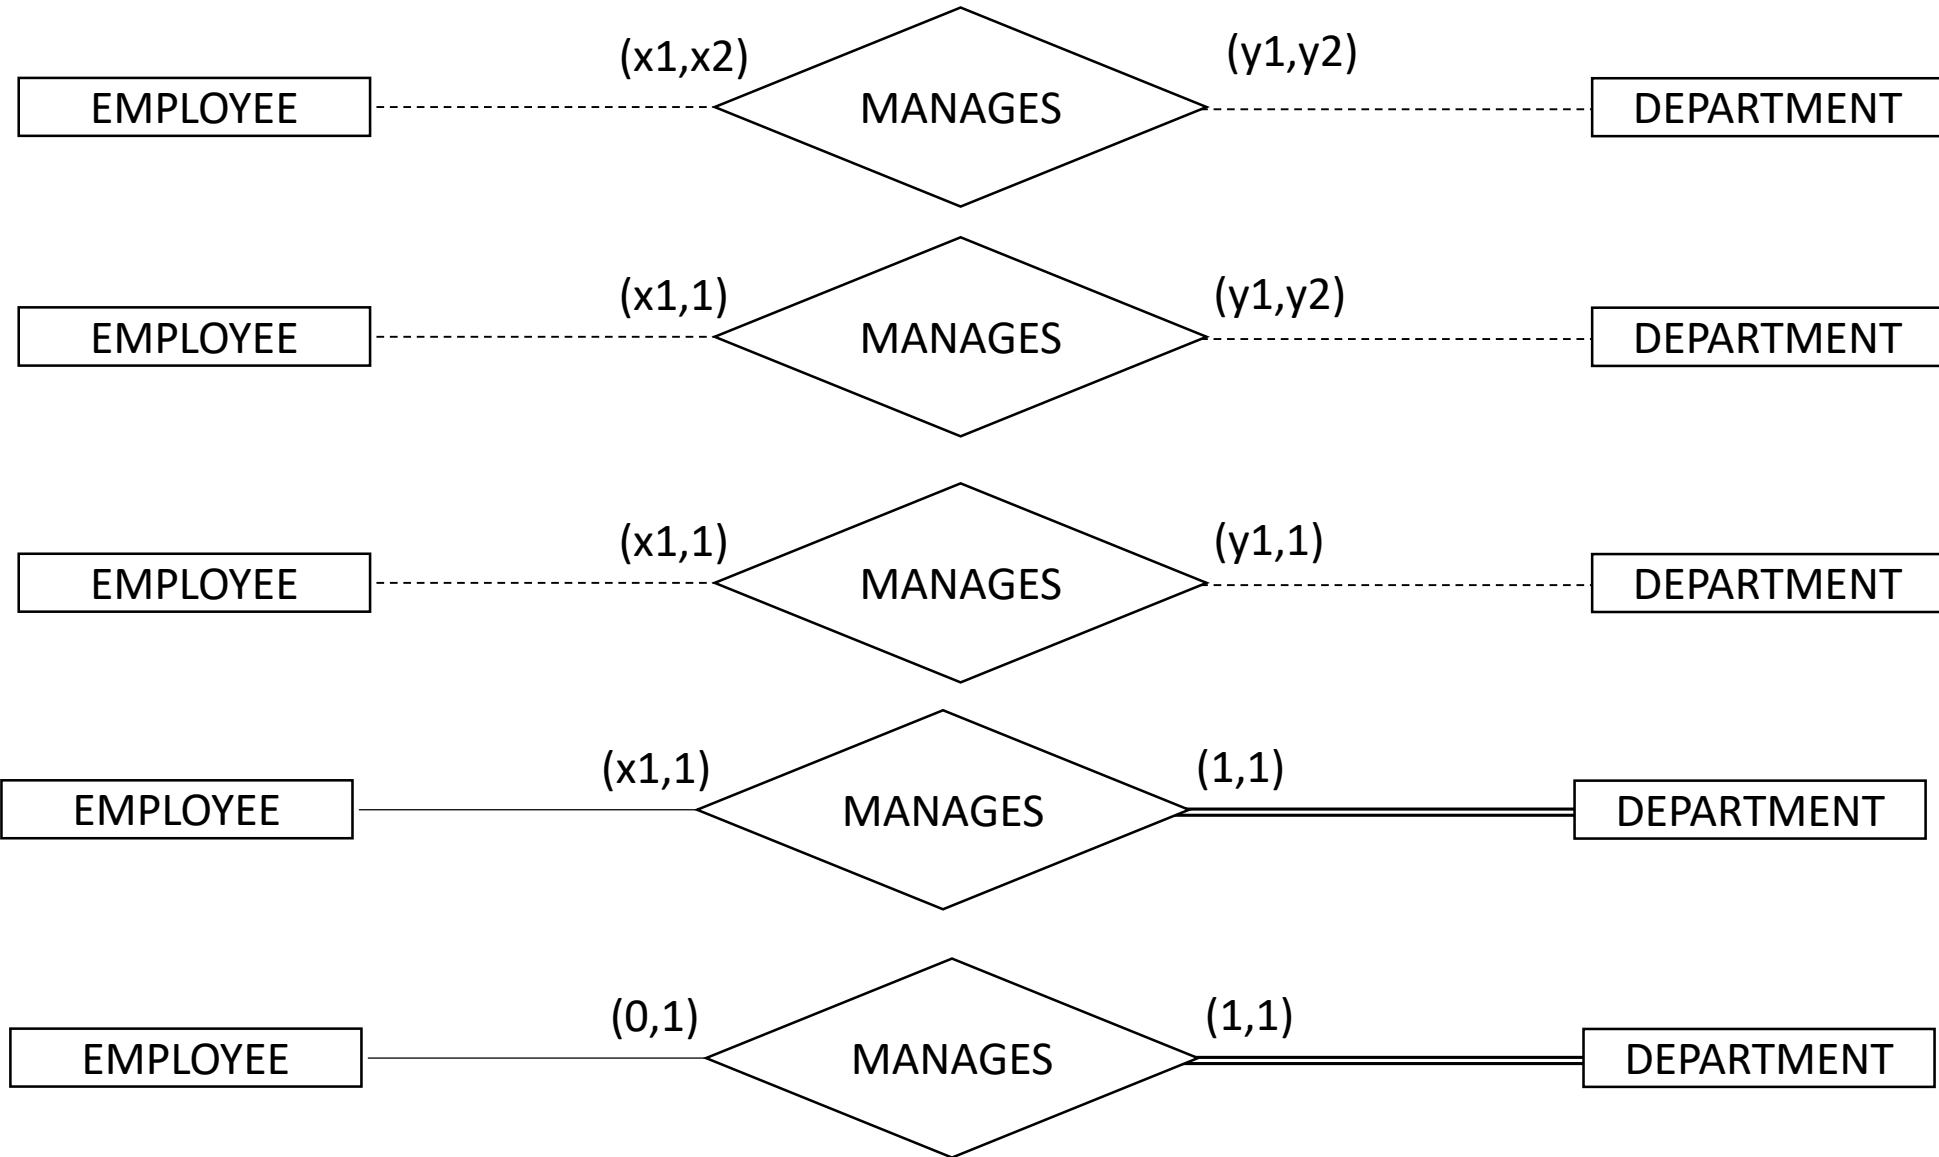 (x1,x2) (y1,y2)
EMPLOYEE MANAGES DEPARTMENT
(x1,1) (y1,y2)
EMPLOYEE MANAGES DEPARTMENT
(x1,1) (y1,1)
EMPLOYEE MANAGES DEPARTMENT
(x1,1) (1,1)
EMPLOYEE MANAGES DEPARTMENT
(0,1) (1,1)
EMPLOYEE MANAGES DEPARTMENT